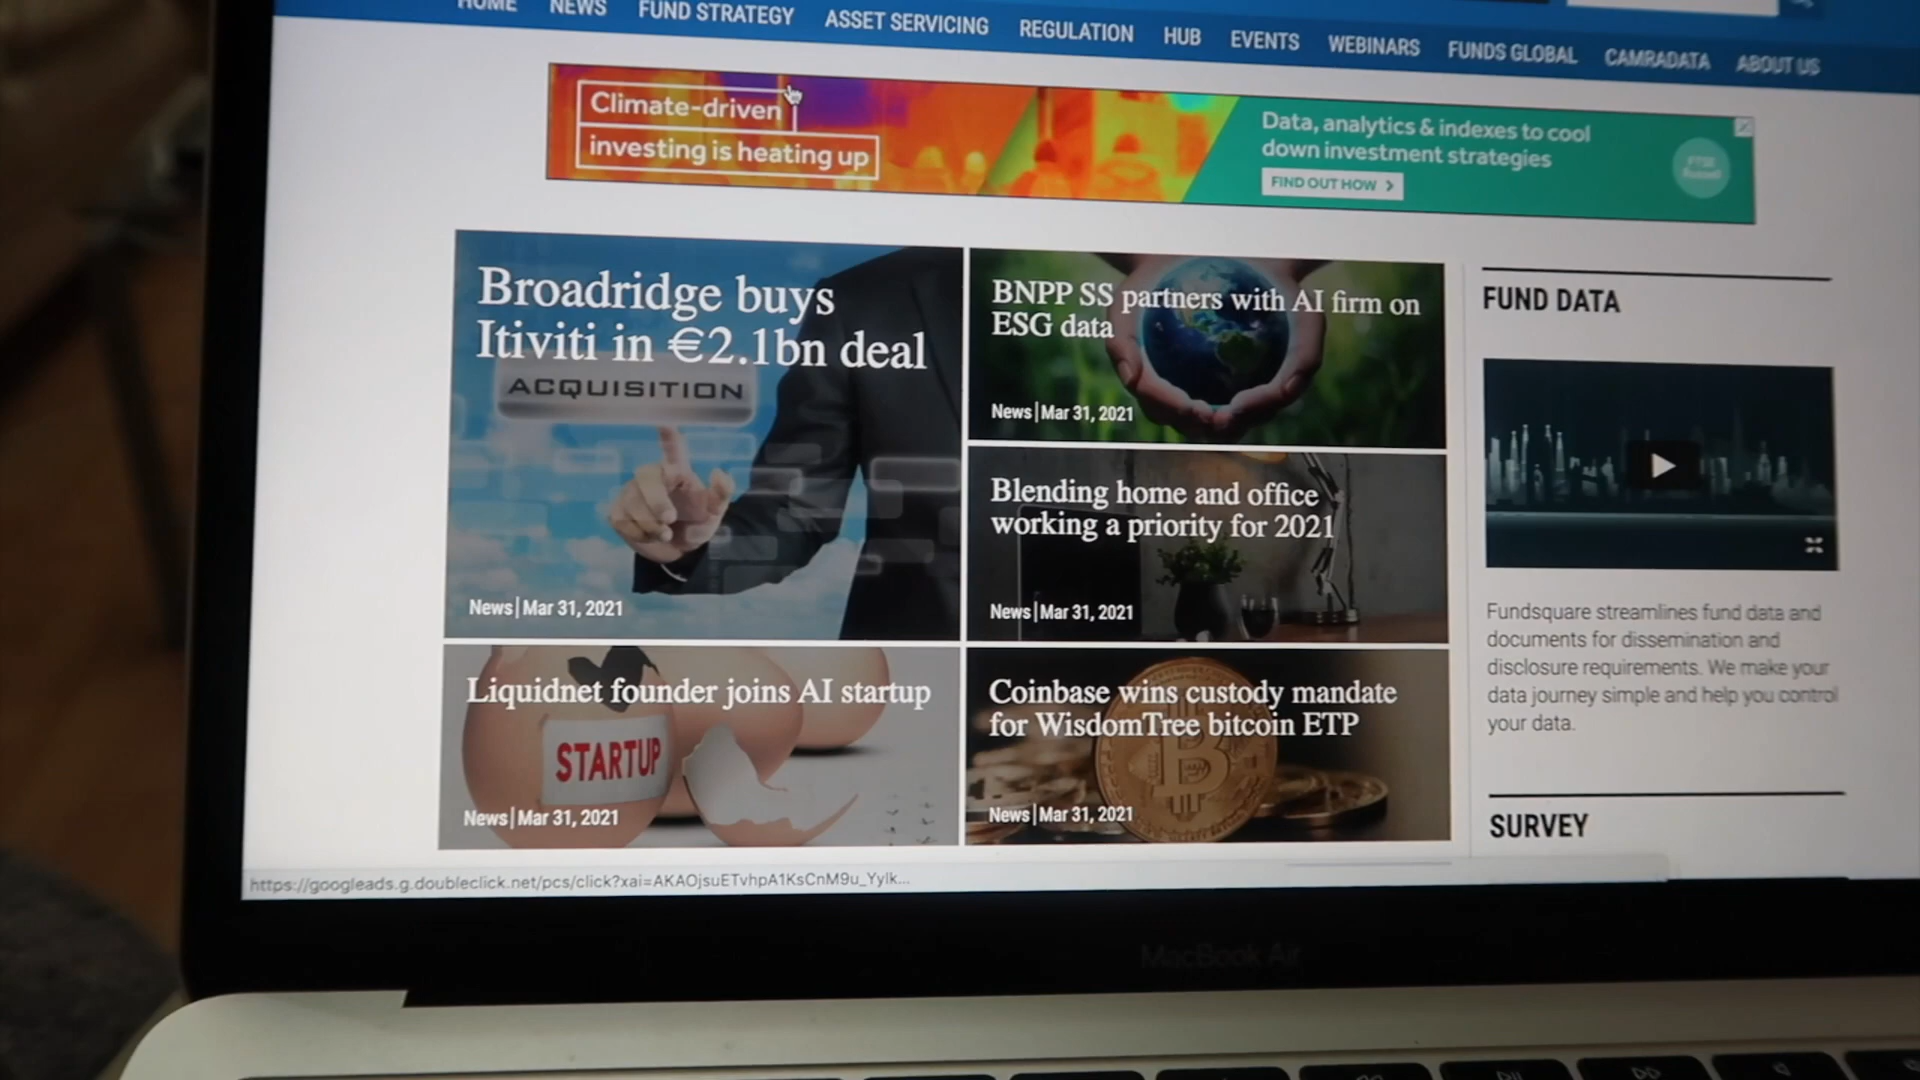 HOME NEWS FUND STRATEGY ASSET SERVICING REGULATION HUB EVENTS WEBINARS FUNDS GLOBAL CAMRADATA ABOUT US
Climate-driven
investing is heating up
Data, analytics & indexes to cool
down investment strategies
FIND OUT HOW >
FTSE
Russell
Broadridge buys
Itiviti in €2.1bn deal
ACQUISITION
News|Mar 31, 2021
BNPP SS partners with AI firm on
ESG data
News|Mar 31, 2021
Blending home and office
working a priority for 2021
News|Mar 31, 2021
Liquidnet founder joins AI startup
STARTUP
News|Mar 31, 2021
Coinbase wins custody mandate
for WisdomTree bitcoin ETP
News|Mar 31, 2021
FUND DATA
Fundsquare streamlines fund data and
documents for dissemination and
disclosure requirements. We make your
data journey simple and help you control
your data.
SURVEY
https://googleads.g.doubleclick.net/pcs/click?xai=AKAOjsuETvhpA1KsCnM9u_Yylk...
MacBook Air